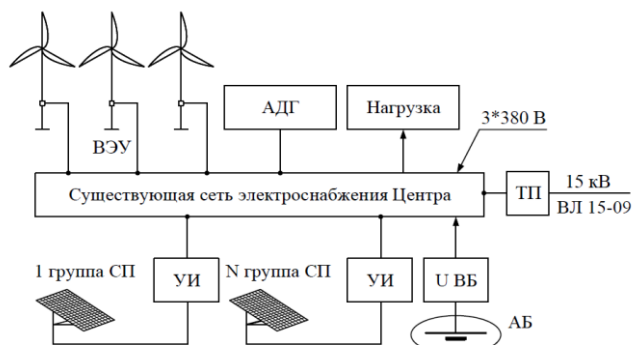 АДГ
Нагрузка
3*380 В
ВЭУ
Существующая сеть электроснабжения Центра
ТП
15 кВ
ВЛ 15-09
1 группа СП
УИ
N группа СП
УИ
U ВБ
АБ